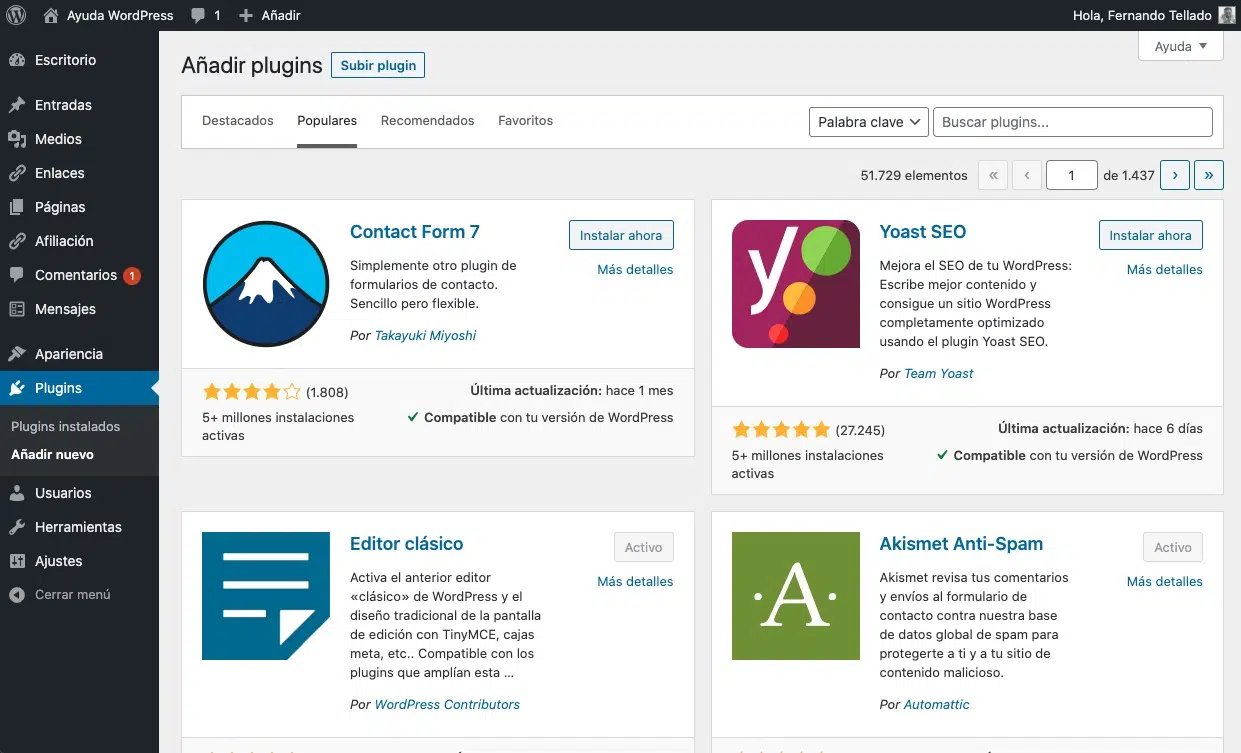 Ayuda WordPress 1 Añadir Hola, Fernando Tellado
Escritorio
Entradas
Medios
Enlaces
Páginas
Afiliación
Comentarios 1
Mensajes
Apariencia
Plugins
Plugins instalados
Añadir nuevo
Usuarios
Herramientas
Ajustes
Cerrar menú
Ayuda
Añadir plugins Subir plugin
Destacados Populares Recomendados Favoritos Palabra clave Buscar plugins...
51.729 elementos « ‹ 1 de 1.437 › »
Contact Form 7
Instalar ahora
Más detalles
Simplemente otro plugin de
formularios de contacto.
Sencillo pero flexible.
Por Takayuki Miyoshi
(1.808)
5+ millones instalaciones
activas
Última actualización: hace 1 mes
Compatible con tu versión de WordPress
y
Yoast SEO
Instalar ahora
Más detalles
Mejora el SEO de tu WordPress:
Escribe mejor contenido y
consigue un sitio WordPress
completamente optimizado
usando el plugin Yoast SEO.
Por Team Yoast
(27.245)
5+ millones instalaciones
activas
Última actualización: hace 6 días
Compatible con tu versión de WordPress
Editor clásico
Activo
Más detalles
Activa el anterior editor
«clásico» de WordPress y el
diseño tradicional de la pantalla
de edición con TinyMCE, cajas
meta, etc.. Compatible con los
plugins que amplían esta ...
Por WordPress Contributors
·A·
Akismet Anti-Spam
Activo
Más detalles
Akismet revisa tus comentarios
y envíos al formulario de
contacto contra nuestra base
de datos global de spam para
protegerte a ti y a tu sitio de
contenido malicioso.
Por Automattic